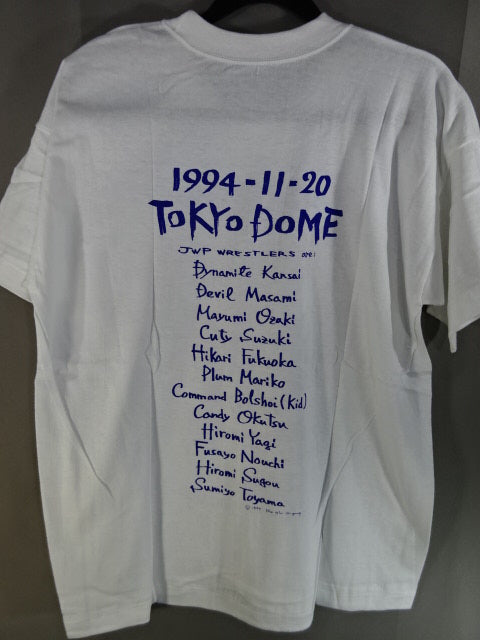 1994-11-20
TOKYO DOME
JWP WRESTLERS are:
Dynamite Kansai
Devil Masami
Mayumi Ozaki
Cuty Suzuki
Hikari Fukuoka
Plum Mariko
Command Bolshoi (Kid)
Candy Okutsu
Hiromi Yagi
Fusayo Nouchi
Hiromi Sugou
Sumiyo Toyama